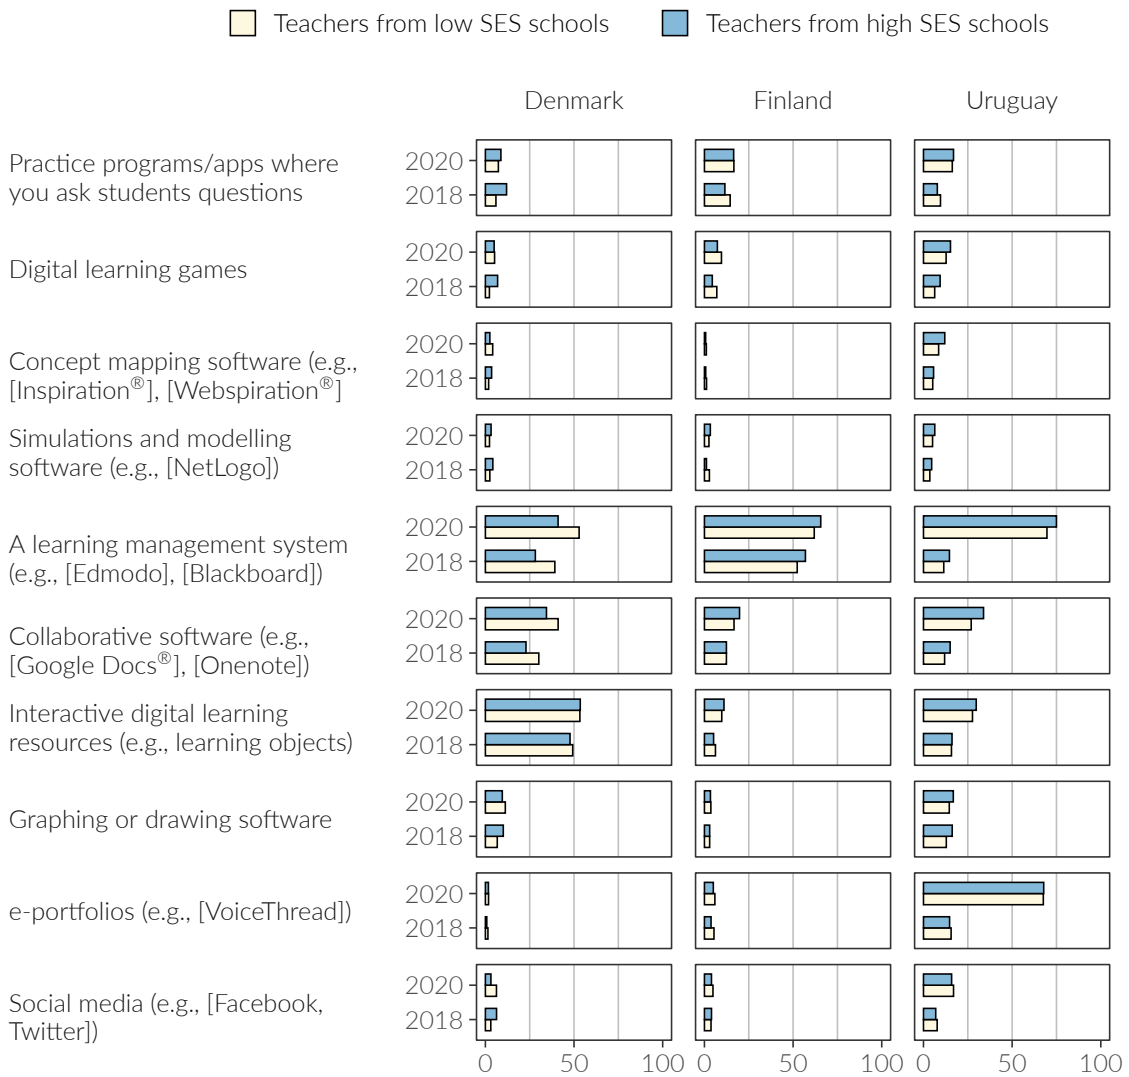 Teachers from low SES schools Teachers from high SES schools
Denmark Finland Uruguay
Practice programs/apps where
you ask students questions
2020
2018
Digital learning games
2020
2018
Concept mapping software (e.g.,
[Inspiration®], [Webspiration®]
2020
2018
Simulations and modelling
software (e.g., [NetLogo])
2020
2018
A learning management system
(e.g., [Edmodo], [Blackboard])
2020
2018
Collaborative software (e.g.,
[Google Docs®], [Onenote])
2020
2018
Interactive digital learning
resources (e.g., learning objects)
2020
2018
Graphing or drawing software
2020
2018
e-portfolios (e.g., [VoiceThread])
2020
2018
Social media (e.g., [Facebook,
Twitter])
2020
2018
0 50 100 0 50 100 0 50 100